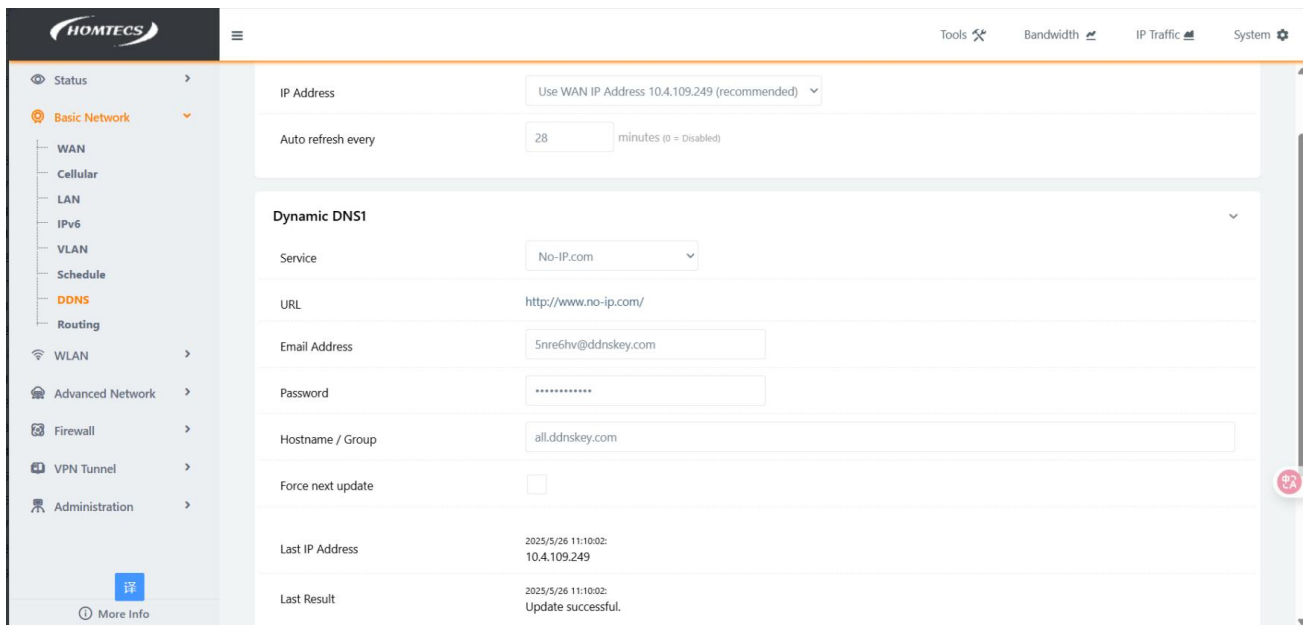 HOMTECS
Tools
Bandwidth
IP Traffic
System
Status
Basic Network
WAN
Cellular
LAN
IPv6
VLAN
Schedule
DDNS
Routing
WLAN
Advanced Network
Firewall
VPN Tunnel
Administration
译
More Info
IP Address
Use WAN IP Address 10.4.109.249 (recommended)
Auto refresh every
28 minutes (0 = Disabled)
Dynamic DNS1
Service
No-IP.com
URL
http://www.no-ip.com/
Email Address
5nre6hv@ddnskey.com
Password
••••••••••••
Hostname / Group
all.ddnskey.com
Force next update
Last IP Address
2025/5/26 11:10:02:
10.4.109.249
Last Result
2025/5/26 11:10:02:
Update successful.
中
A